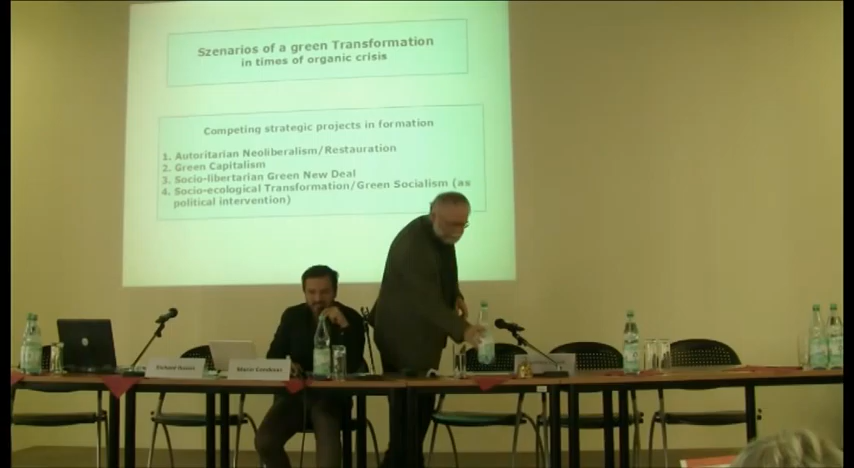 Szenarios of a green Transformation
in times of organic crisis
Competing strategic projects in formation
1. Autoritarian Neoliberalism/Restauration
2. Green Capitalism
3. Socio-libertarian Green New Deal
4. Socio-ecological Transformation/Green Socialism (as
political intervention)